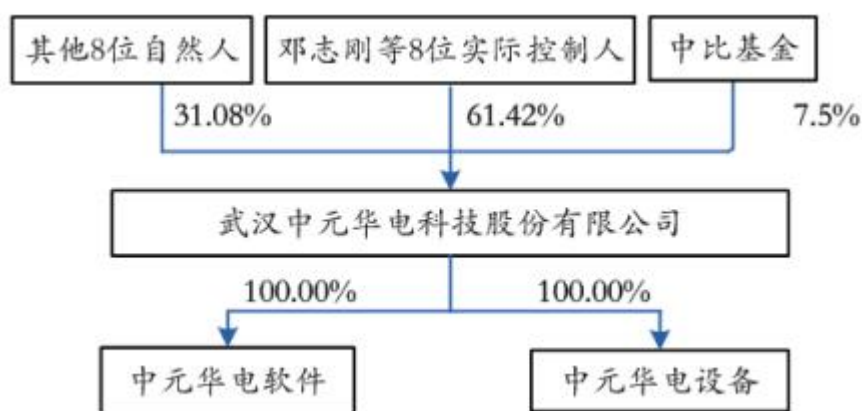 其他8位自然人 邓志刚等8位实际控制人 中比基金
31.08% 61.42% 7.5%
武汉中元华电科技股份有限公司
100.00% 100.00%
中元华电软件 中元华电设备